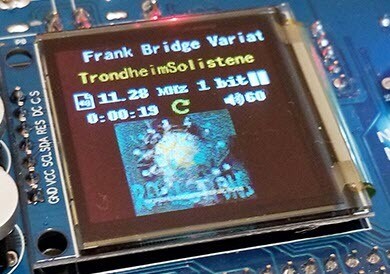 Frank Bridge Variat
TrondheimSolistene
11.28 MHz 1 bit
0:00:19 60
GND VCC SCL SDA RES DC CS